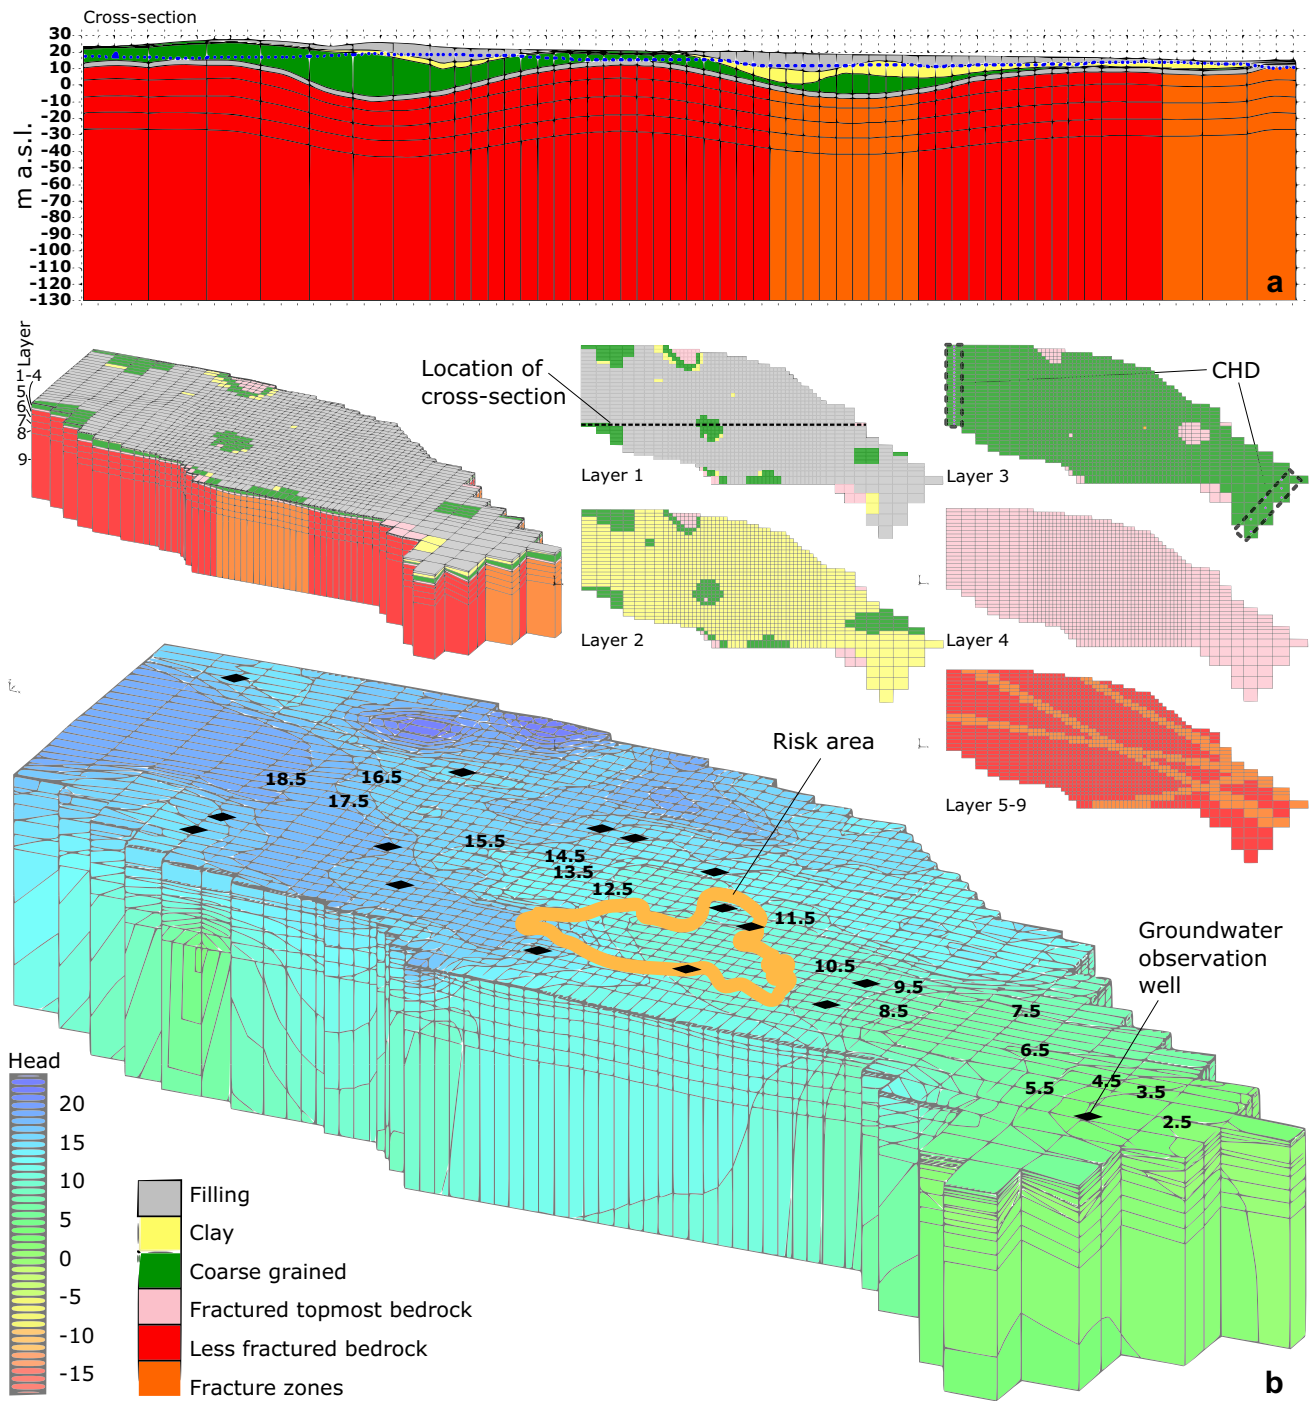 Cross-section
30
20
10
0
-10
-20
-30
-40
-50
-60
-70
-80
-90
-100
-110
-120
-130
m a.s.l.
a
Layer
1-4
5
6
7
8
9
Location of
cross-section
Layer 1
Layer 2
CHD
Layer 3
Layer 4
Layer 5-9
Risk area
18.5
16.5
17.5
15.5
14.5
13.5
12.5
11.5
10.5
9.5
8.5
7.5
6.5
5.5
4.5
3.5
2.5
Groundwater
observation
well
Head
20
15
10
5
0
-5
-10
-15
Filling
Clay
Coarse grained
Fractured topmost bedrock
Less fractured bedrock
Fracture zones
b